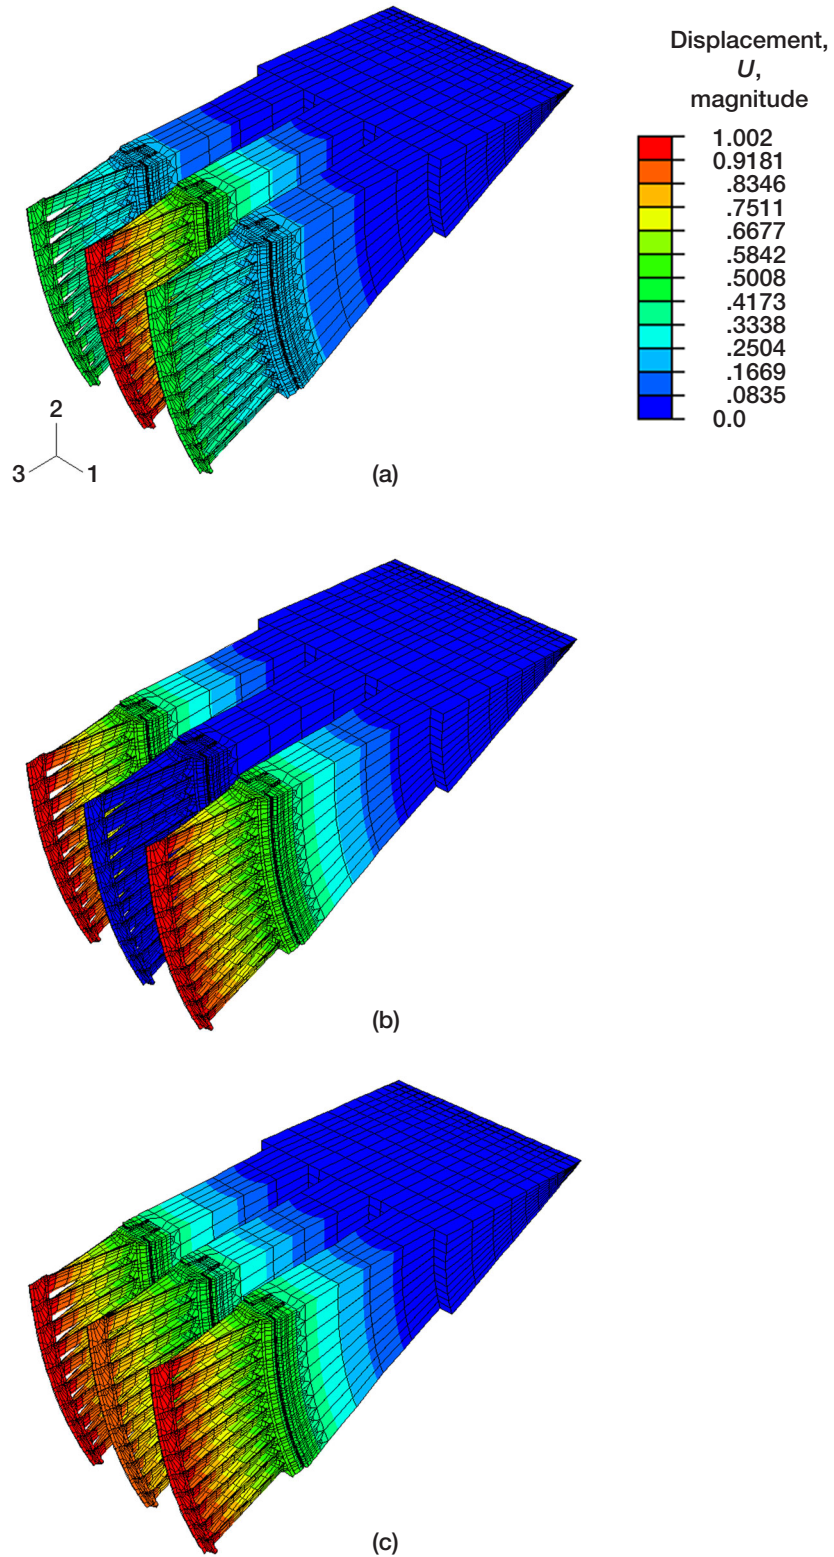 Displacement,
U,
magnitude
1.002
0.9181
.8346
.7511
.6677
.5842
.5008
.4173
.3338
.2504
.1669
.0835
0.0
2
3
1
(a)
(b)
(c)